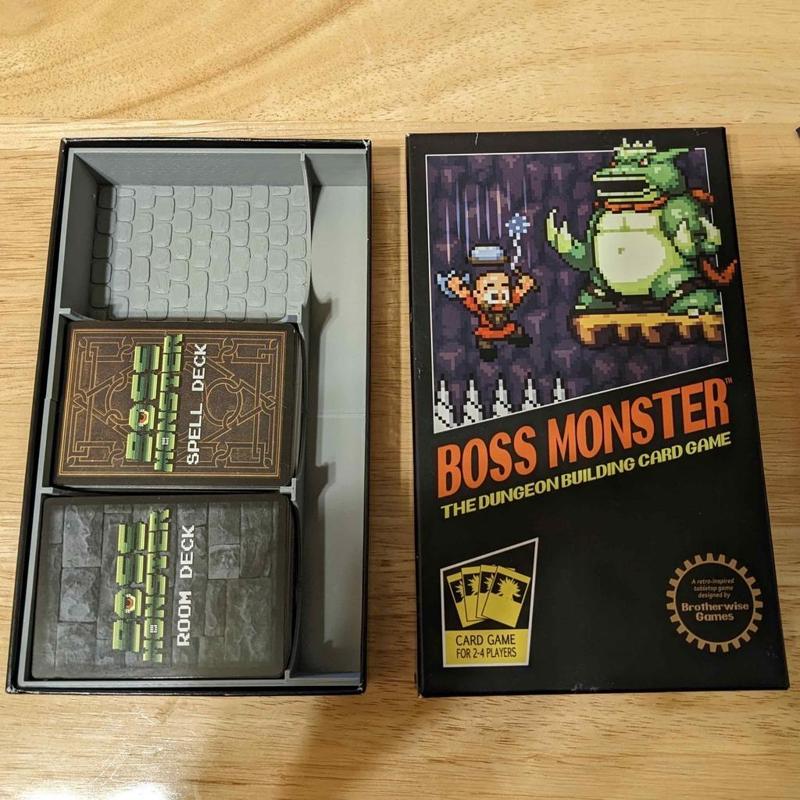 BOSS
MONSTER
SPELL DECK
BOSS
MONSTER
ROOM DECK
BOSS MONSTER™
THE DUNGEON BUILDING CARD GAME
CARD GAME
FOR 2-4 PLAYERS
A retro-inspired
tabletop game
designed by
Brotherwise
Games